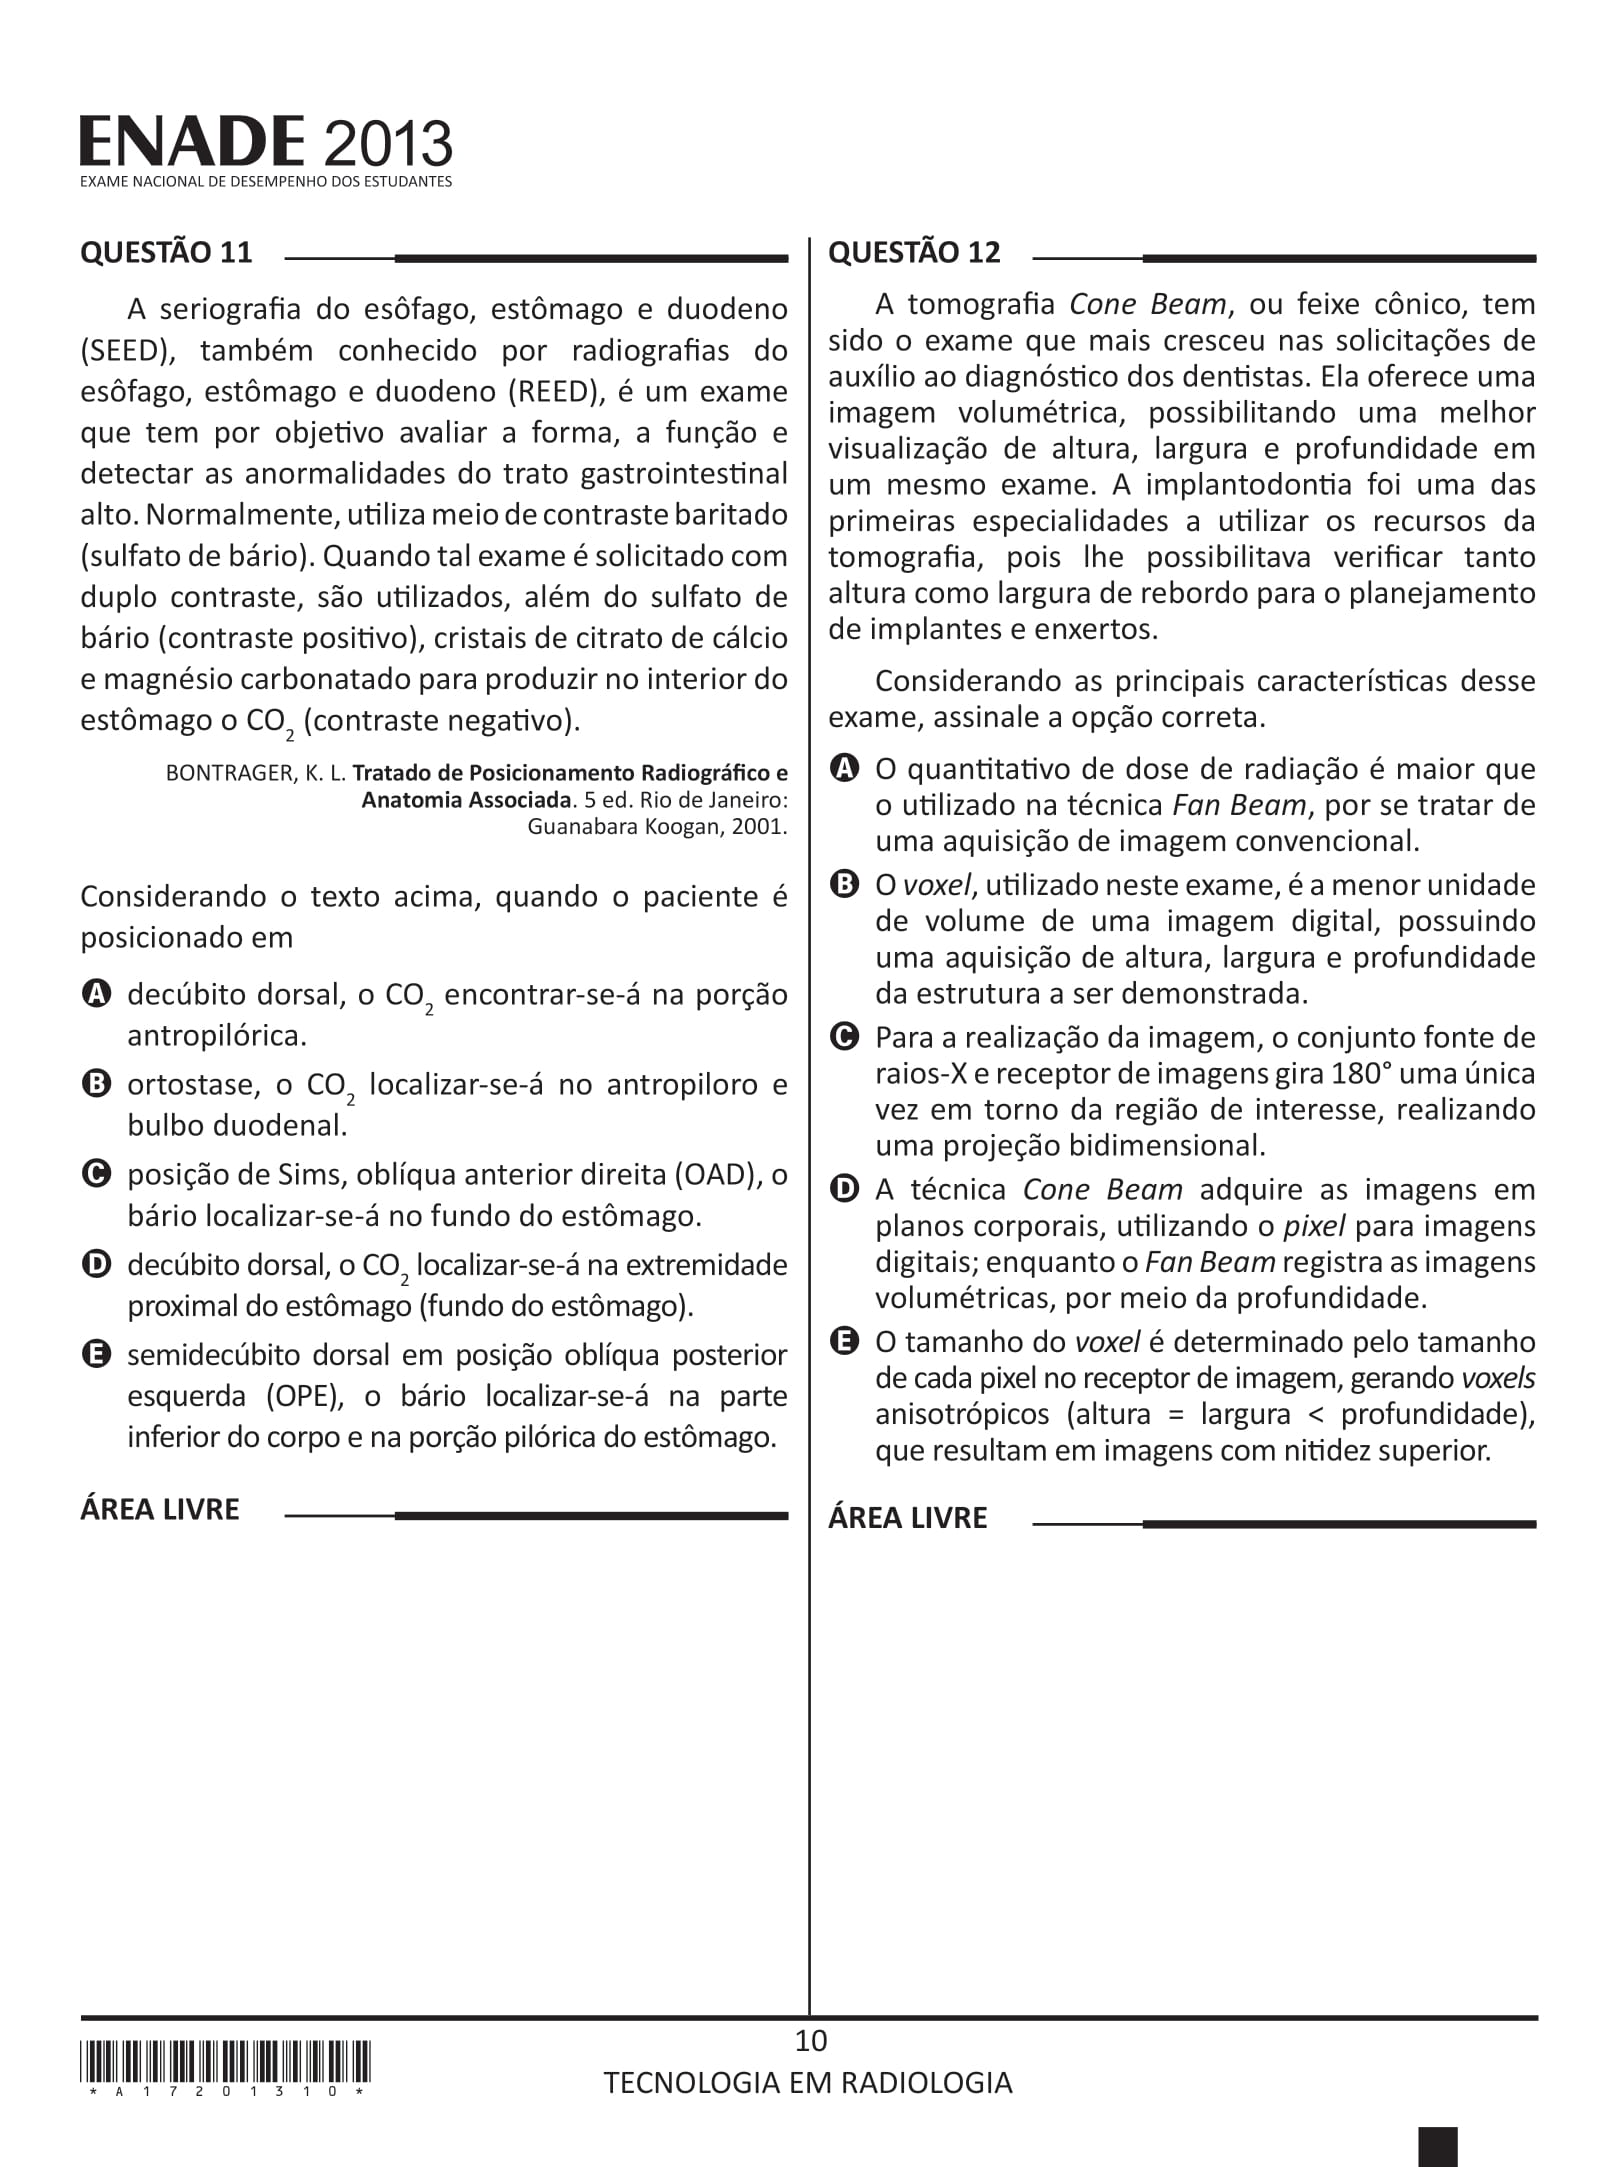 ENADE 2013
EXAME NACIONAL DE DESEMPENHO DOS ESTUDANTES
QUESTÃO 11
A seriografia do esôfago, estômago e duodeno
(SEED), também conhecido por radiografias do
esôfago, estômago e duodeno (REED), é um exame
que tem por objetivo avaliar a forma, a função e
detectar as anormalidades do trato gastrointestinal
alto. Normalmente, utiliza meio de contraste baritado
(sulfato de bário). Quando tal exame é solicitado com
duplo contraste, são utilizados, além do sulfato de
bário (contraste positivo), cristais de citrato de cálcio
e magnésio carbonatado para produzir no interior do
estômago o CO2 (contraste negativo).
BONTRAGER, K. L. Tratado de Posicionamento Radiográfico e
Anatomia Associada. 5 ed. Rio de Janeiro:
Guanabara Koogan, 2001.
Considerando o texto acima, quando o paciente é
posicionado em
A decúbito dorsal, o CO2 encontrar-se-á na porção
antropilórica.
B ortostase, o CO2 localizar-se-á no antropiloro e
bulbo duodenal.
C posição de Sims, oblíqua anterior direita (OAD), o
bário localizar-se-á no fundo do estômago.
D decúbito dorsal, o CO2 localizar-se-á na extremidade
proximal do estômago (fundo do estômago).
E semidecúbito dorsal em posição oblíqua posterior
esquerda (OPE), o bário localizar-se-á na parte
inferior do corpo e na porção pilórica do estômago.
ÁREA LIVRE
QUESTÃO 12
A tomografia Cone Beam, ou feixe cônico, tem
sido o exame que mais cresceu nas solicitações de
auxílio ao diagnóstico dos dentistas. Ela oferece uma
imagem volumétrica, possibilitando uma melhor
visualização de altura, largura e profundidade em
um mesmo exame. A implantodontia foi uma das
primeiras especialidades a utilizar os recursos da
tomografia, pois lhe possibilitava verificar tanto
altura como largura de rebordo para o planejamento
de implantes e enxertos.
Considerando as principais características desse
exame, assinale a opção correta.
A O quantitativo de dose de radiação é maior que
o utilizado na técnica Fan Beam, por se tratar de
uma aquisição de imagem convencional.
B O voxel, utilizado neste exame, é a menor unidade
de volume de uma imagem digital, possuindo
uma aquisição de altura, largura e profundidade
da estrutura a ser demonstrada.
C Para a realização da imagem, o conjunto fonte de
raios-X e receptor de imagens gira 180° uma única
vez em torno da região de interesse, realizando
uma projeção bidimensional.
D A técnica Cone Beam adquire as imagens em
planos corporais, utilizando o pixel para imagens
digitais; enquanto o Fan Beam registra as imagens
volumétricas, por meio da profundidade.
E O tamanho do voxel é determinado pelo tamanho
de cada pixel no receptor de imagem, gerando voxels
anisotrópicos (altura = largura < profundidade),
que resultam em imagens com nitidez superior.
ÁREA LIVRE
10
TECNOLOGIA EM RADIOLOGIA
* A 1 7 2 0 1 3 1 0 *